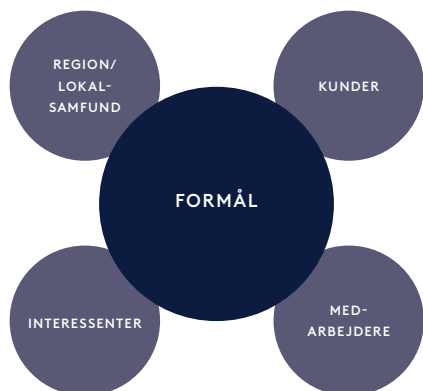 REGION/
LOKAL-
SAMFUND
KUNDER
FORMÅL
INTERESSENTER
MED-
ARBEJDERE